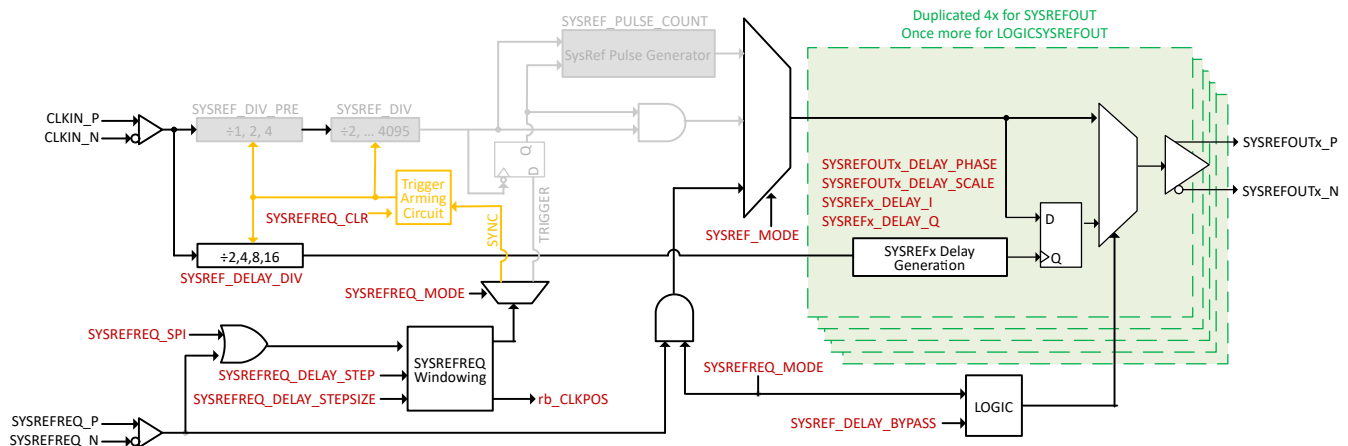 Duplicated 4x for SYSREFOUT
Once more for LOGICSYSREFOUT
SYSREF_PULSE_COUNT
SysRef Pulse Generator
SYSREF_DIV_PRE
SYSREF_DIV
CLKIN_P
CLKIN_N
÷1, 2, 4
÷2, ... 4095
Q
D
TRIGGER
SYNC
Trigger
Arming
Circuit
SYSREFREQ_CLR
÷2,4,8,16
SYSREF_DELAY_DIV
SYSREF_MODE
SYSREFOUTx_DELAY_PHASE
SYSREFOUTx_DELAY_SCALE
SYSREFx_DELAY_I
SYSREFx_DELAY_Q
SYSREFx Delay
Generation
D
Q
SYSREFOUTx_P
SYSREFOUTx_N
SYSREFREQ_MODE
SYSREFREQ_SPI
SYSREFREQ
Windowing
SYSREFREQ_DELAY_STEP
SYSREFREQ_DELAY_STEPSIZE
rb_CLKPOS
SYSREFREQ_MODE
LOGIC
SYSREF_DELAY_BYPASS
SYSREFREQ_P
SYSREFREQ_N